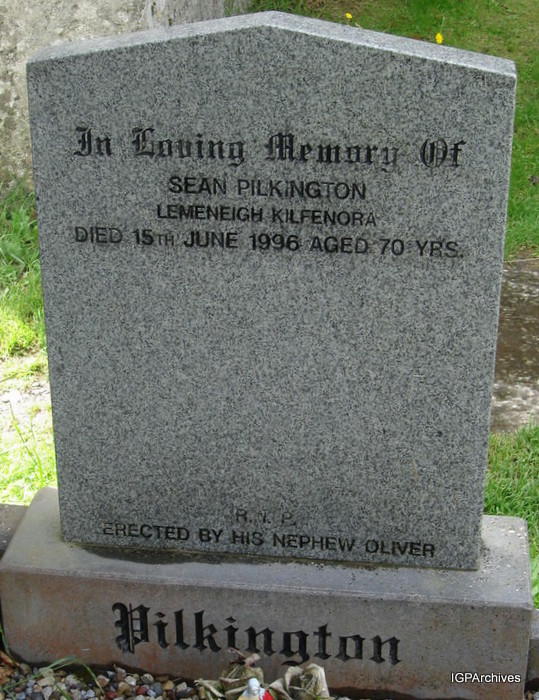 In Loving Memory Of
SEAN PILKINGTON
LEMENEIGH KILFENORA
DIED 15TH JUNE 1996 AGED 70 YRS.
R.I.P.
ERECTED BY HIS NEPHEW OLIVER
Pilkington
IGPArchives